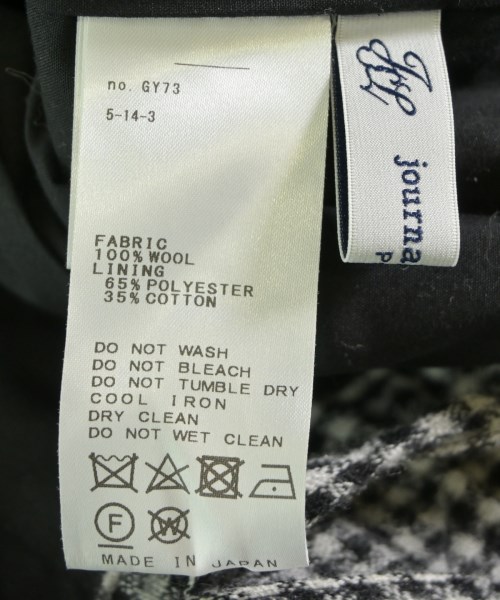 no. GY73
5-14-3
FABRIC
100% WOOL
LINING
65% POLYESTER
35% COTTON
DO NOT WASH
DO NOT BLEACH
DO NOT TUMBLE DRY
COOL IRON
DRY CLEAN
DO NOT WET CLEAN
F
W
MADE IN JAPAN
journa